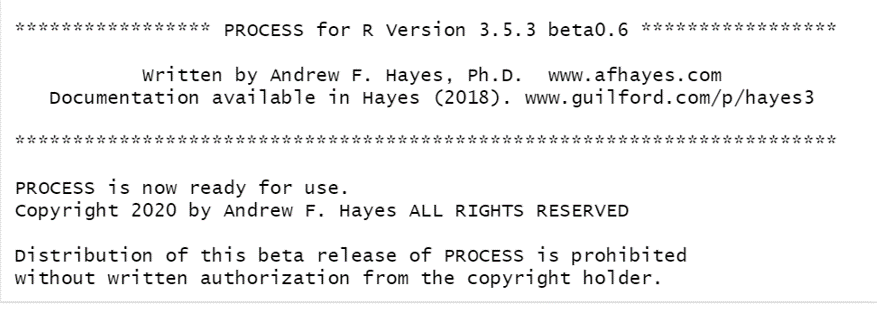 ***************** PROCESS for R Version 3.5.3 beta0.6 *****************
Written by Andrew F. Hayes, Ph.D.  www.afhayes.com
Documentation available in Hayes (2018). www.guilford.com/p/hayes3
***********************************************************************
PROCESS is now ready for use.
Copyright 2020 by Andrew F. Hayes ALL RIGHTS RESERVED
Distribution of this beta release of PROCESS is prohibited
without written authorization from the copyright holder.